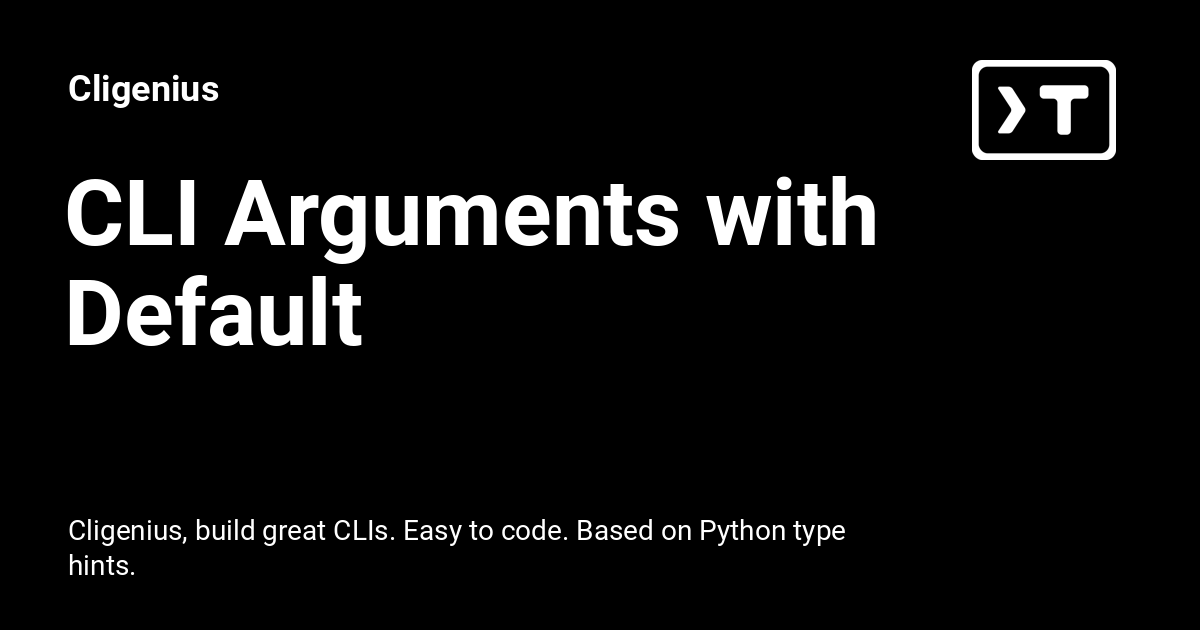 Cligenius
❯ T
CLI Arguments with
Default
Cligenius, build great CLIs. Easy to code. Based on Python type
hints.